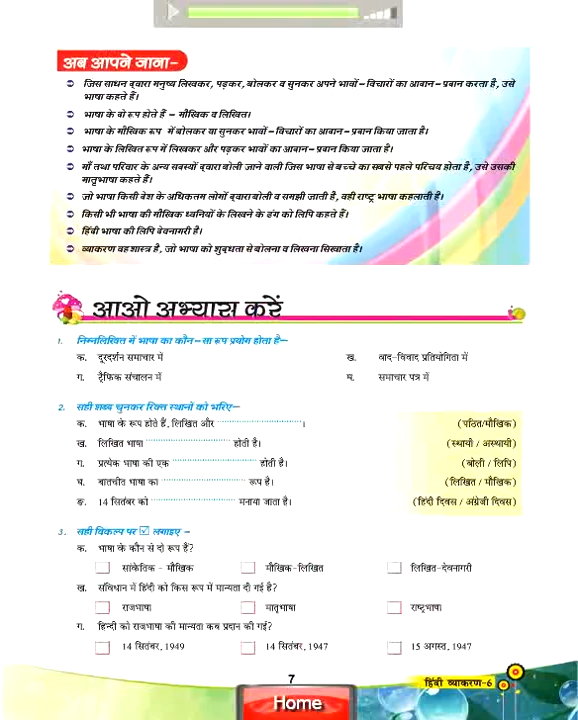 अब आपने जाना–
जिस साधन द्वारा मनुष्य लिखकर, पढ़कर, बोलकर व सुनकर अपने भावों–विचारों का आदान–प्रदान करता है, उसे
भाषा कहते हैं।
भाषा के दो रूप होते हैं – मौखिक व लिखित।
भाषा के मौखिक रूप में बोलकर या सुनकर भावों–विचारों का आदान–प्रदान किया जाता है।
भाषा के लिखित रूप में लिखकर और पढ़कर भावों का आदान–प्रदान किया जाता है।
माँ तथा परिवार के अन्य सदस्यों द्वारा बोली जाने वाली जिस भाषा से बच्चे का सबसे पहले परिचय होता है, उसे उसकी
मातृभाषा कहते हैं।
जो भाषा किसी देश के अधिकतम लोगों द्वारा बोली व समझी जाती है, वही राष्ट्र भाषा कहलाती है।
किसी भी भाषा की मौखिक ध्वनियों के लिखने के ढंग को लिपि कहते हैं।
हिंदी भाषा की लिपि देवनागरी है।
व्याकरण वह शास्त्र है, जो भाषा को शुद्धता से बोलना व लिखना सिखाता है।
आओ अभ्यास करें
1. निम्नलिखित में भाषा का कौन–सा रूप प्रयोग होता है–
क. दूरदर्शन समाचार में ख. वाद-विवाद प्रतियोगिता में
ग. ट्रैफिक संचालन में म. समाचार पत्र में
2. सही शब्द चुनकर रिक्त स्थानों को भरिए–
क. भाषा के रूप होते हैं, लिखित और ............................। (पठित/मौखिक)
ख. लिखित भाषा ............................ होती है। (स्थायी / अस्थायी)
ग. प्रत्येक भाषा की एक ............................ होती है। (बोली / लिपि)
घ. बातचीत भाषा का ............................ रूप है। (लिखित / मौखिक)
ङ. 14 सितंबर को ............................ मनाया जाता है। (हिंदी दिवस / अंग्रेजी दिवस)
3. सही विकल्प पर ☑ लगाइए –
क. भाषा के कौन से दो रूप हैं?
सांकेतिक - मौखिक मौखिक-लिखित लिखित-देवनागरी
ख. संविधान में हिंदी को किस रूप में मान्यता दी गई है?
राजभाषा मातृभाषा राष्ट्रभाषा
ग. हिन्दी को राजभाषा की मान्यता कब प्रदान की गई?
14 सितंबर, 1949 14 सितंबर, 1947 15 अगस्त, 1947
7
हिंदी व्याकरण-6
Home